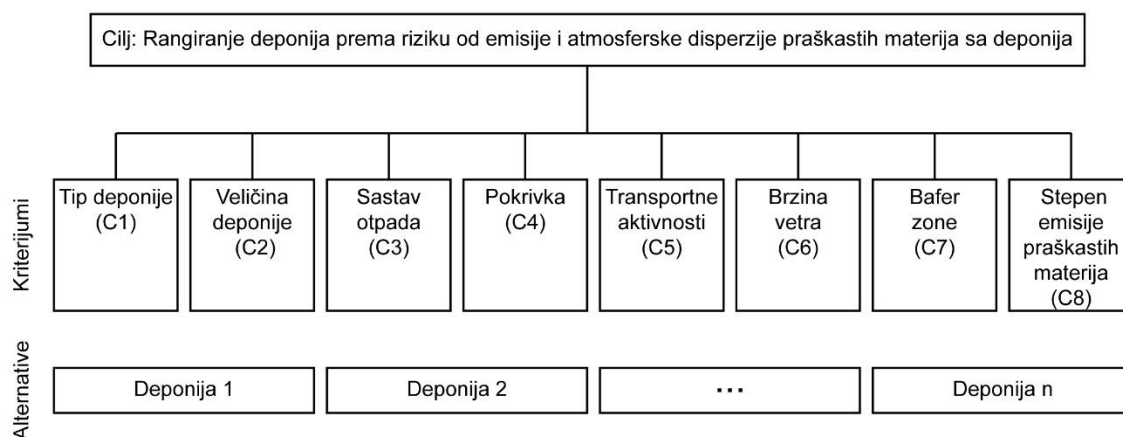 Cilj: Rangiranje deponija prema riziku od emisije i atmosferske disperzije praškastih materija sa deponija
Kriterijumi
Tip deponije
(C1)
Veličina
deponije
(C2)
Sastav
otpada
(C3)
Pokrivka
(C4)
Transportne
aktivnosti
(C5)
Brzina
vetra
(C6)
Bafer
zone
(C7)
Stepen
emisije
praškastih
materija
(C8)
Alternative
Deponija 1
Deponija 2
...
Deponija n